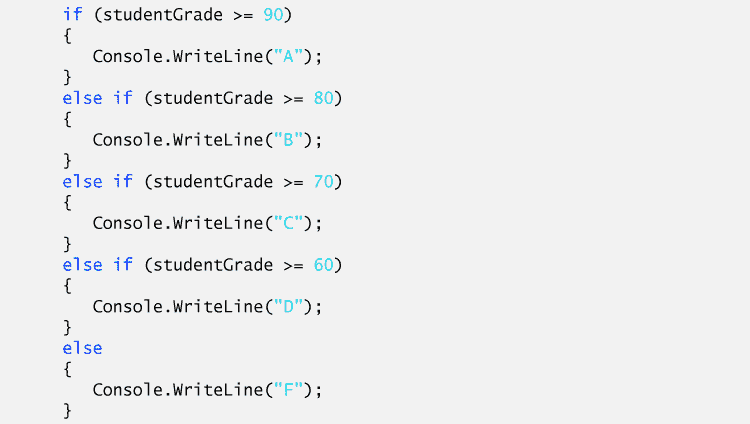 if (studentGrade >= 90)
{
   Console.WriteLine("A");
}
else if (studentGrade >= 80)
{
   Console.WriteLine("B");
}
else if (studentGrade >= 70)
{
   Console.WriteLine("C");
}
else if (studentGrade >= 60)
{
   Console.WriteLine("D");
}
else
{
   Console.WriteLine("F");
}